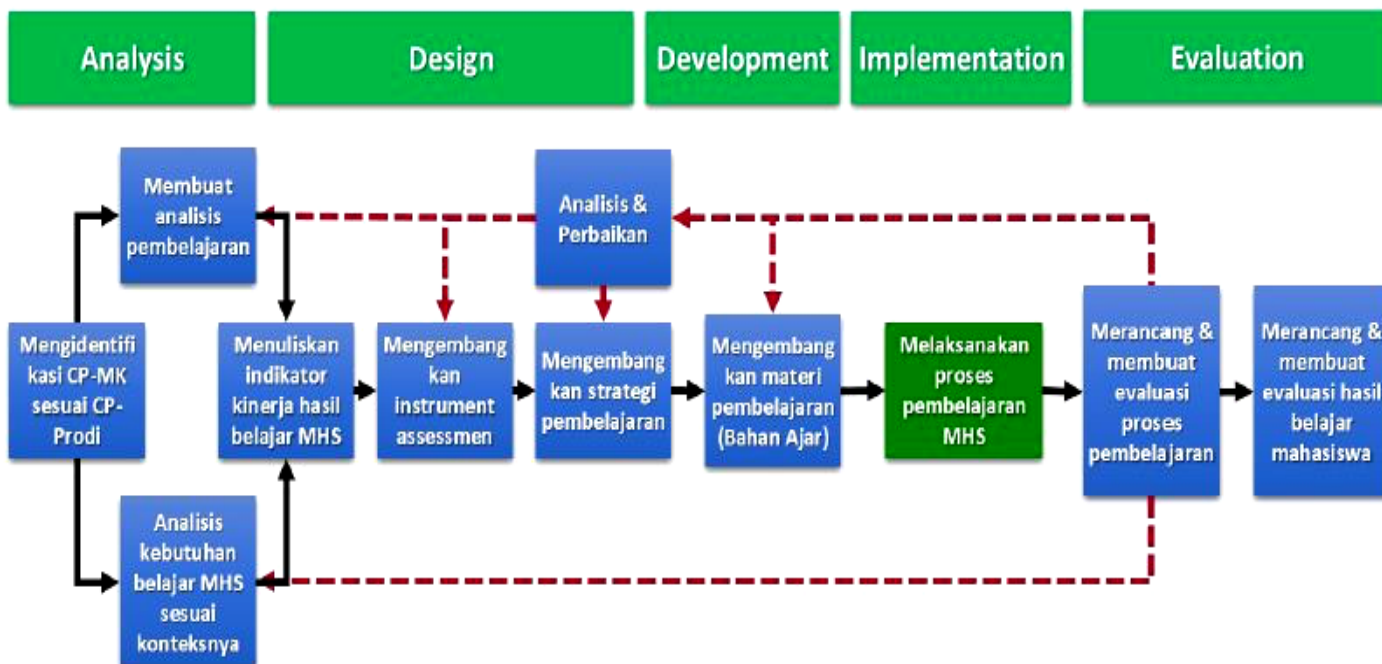 Analysis
Design
Development
Implementation
Evaluation
Membuat
analisis
pembelajaran
Analisis &
Perbaikan
Mengidentifi
kasi CP-MK
sesuai CP-
Prodi
Menuliskan
indikator
kinerja hasil
belajar MHS
Mengembang
kan
instrument
assessmen
Mengembang
kan strategi
pembelajaran
Mengembang
kan materi
pembelajaran
(Bahan Ajar)
Melaksanakan
proses
pembelajaran
MHS
Merancang &
membuat
evaluasi
proses
pembelajaran
Merancang &
membuat
evaluasi hasil
belajar
mahasiswa
Analisis
kebutuhan
belajar MHS
sesuai
konteksnya